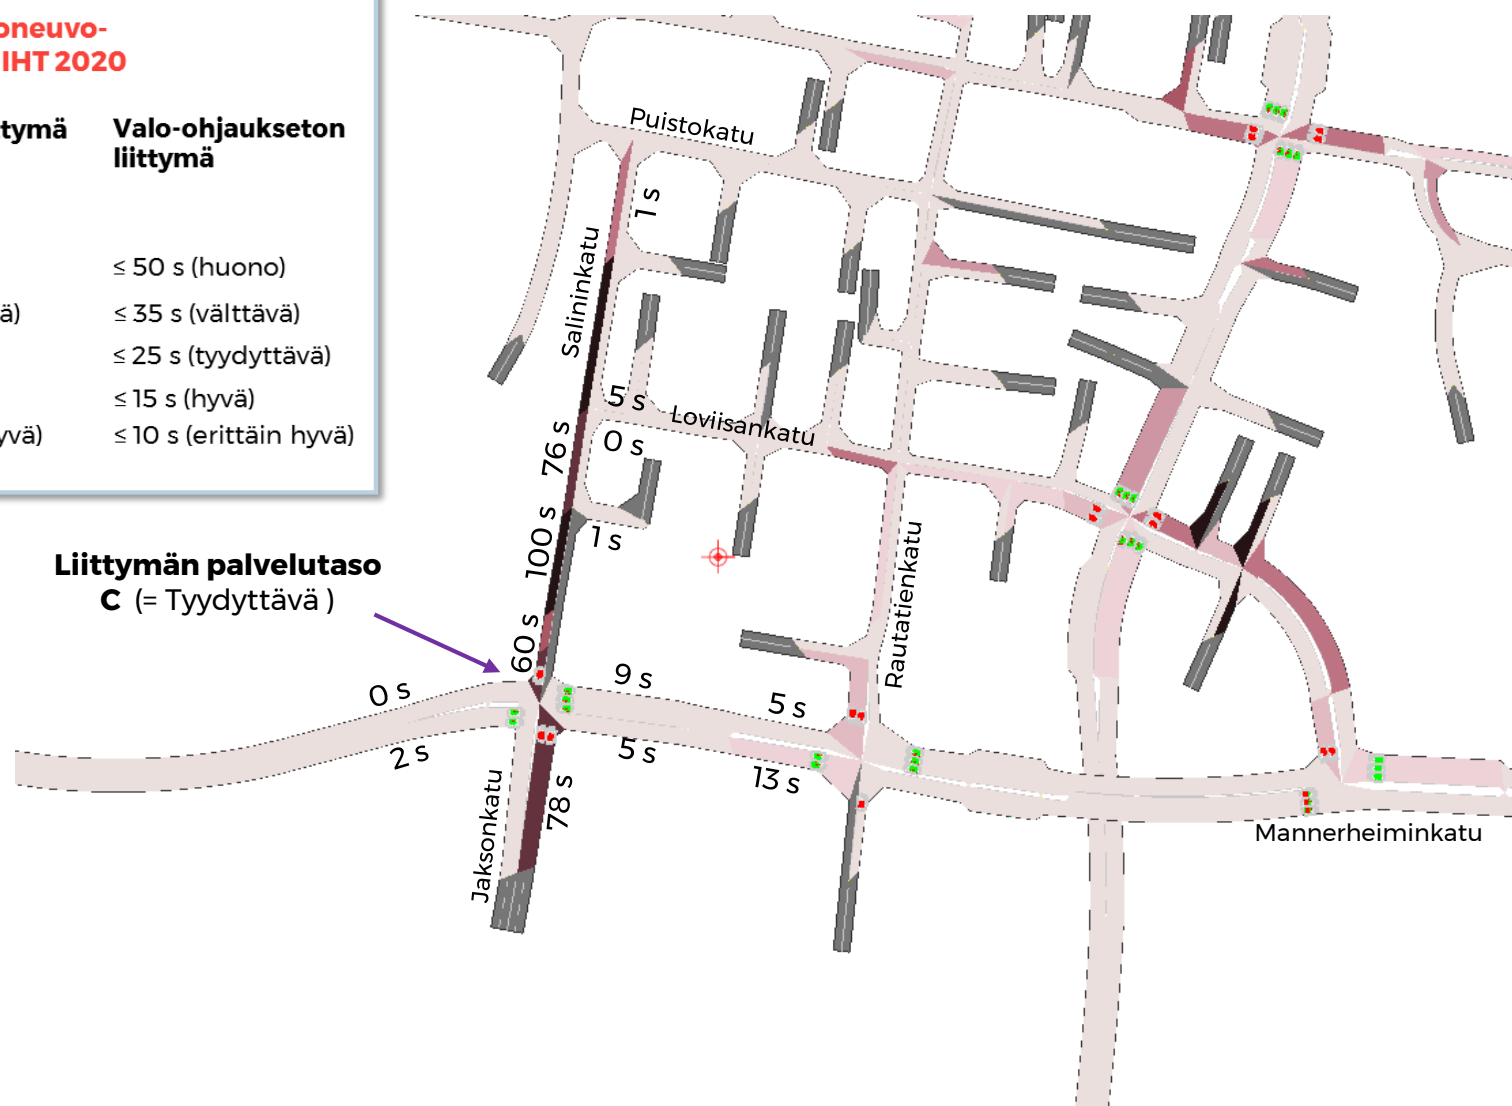 oneuvo-
IHT 2020
tymä
Valo-ohjaukseton
liittymä
≤ 50 s (huono)
ä)
≤ 35 s (välttävä)
≤ 25 s (tyydyttävä)
≤ 15 s (hyvä)
yvä)
≤ 10 s (erittäin hyvä)
Liittymän palvelutaso
C (= Tyydyttävä )
Puistokatu
1 s
Salininkatu
5 s
Loviisankatu
0 s
76 s
100 s
1 s
60 s
Rautatienkatu
0 s
9 s
5 s
2 s
5 s
13 s
Jaksonkatu
78 s
Mannerheiminkatu